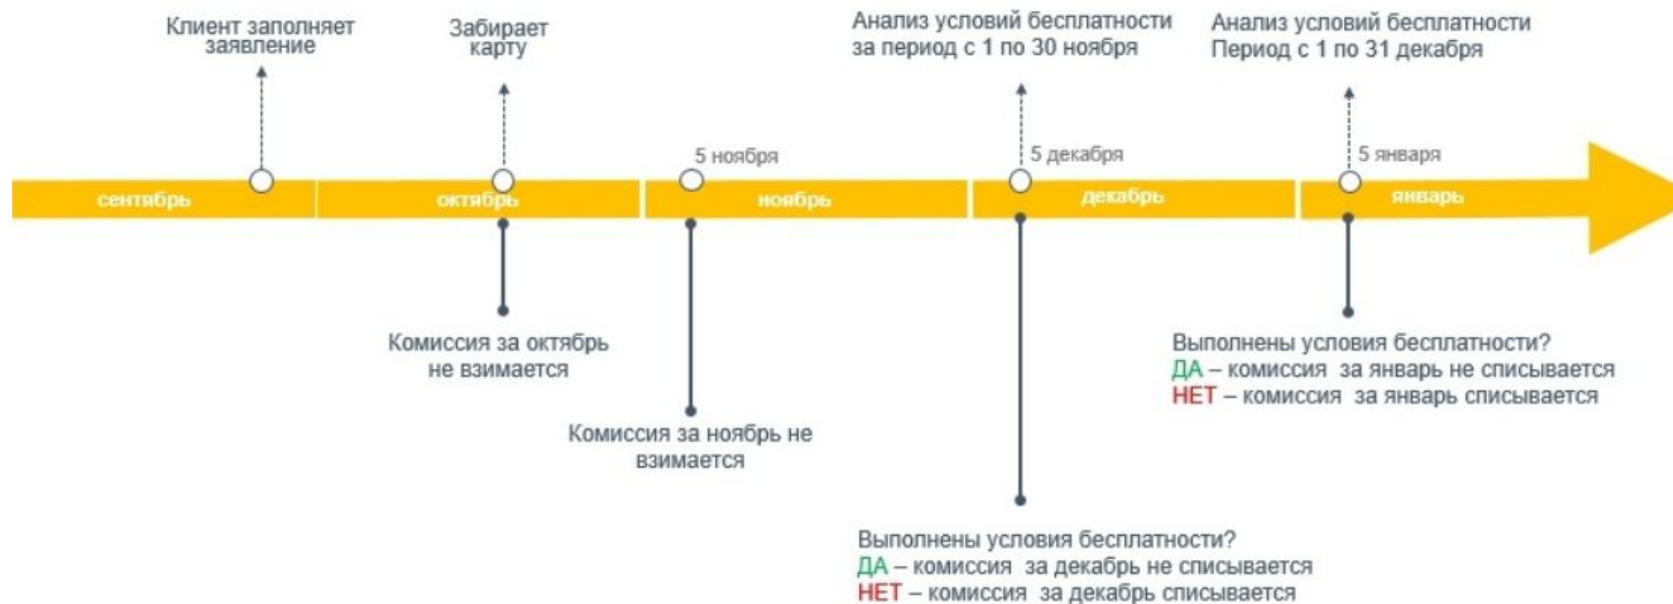 Клиент заполняет
заявление
Забирает
карту
Анализ условий бесплатности
за период с 1 по 30 ноября
Анализ условий бесплатности
Период с 1 по 31 декабря
5 ноября
5 декабря
5 января
сентябрь
октябрь
ноябрь
декабрь
январь
Комиссия за октябрь
не взимается
Комиссия за ноябрь не
взимается
Выполнены условия бесплатности?
ДА – комиссия за январь не списывается
НЕТ – комиссия за январь списывается
Выполнены условия бесплатности?
ДА – комиссия за декабрь не списывается
НЕТ – комиссия за декабрь списывается